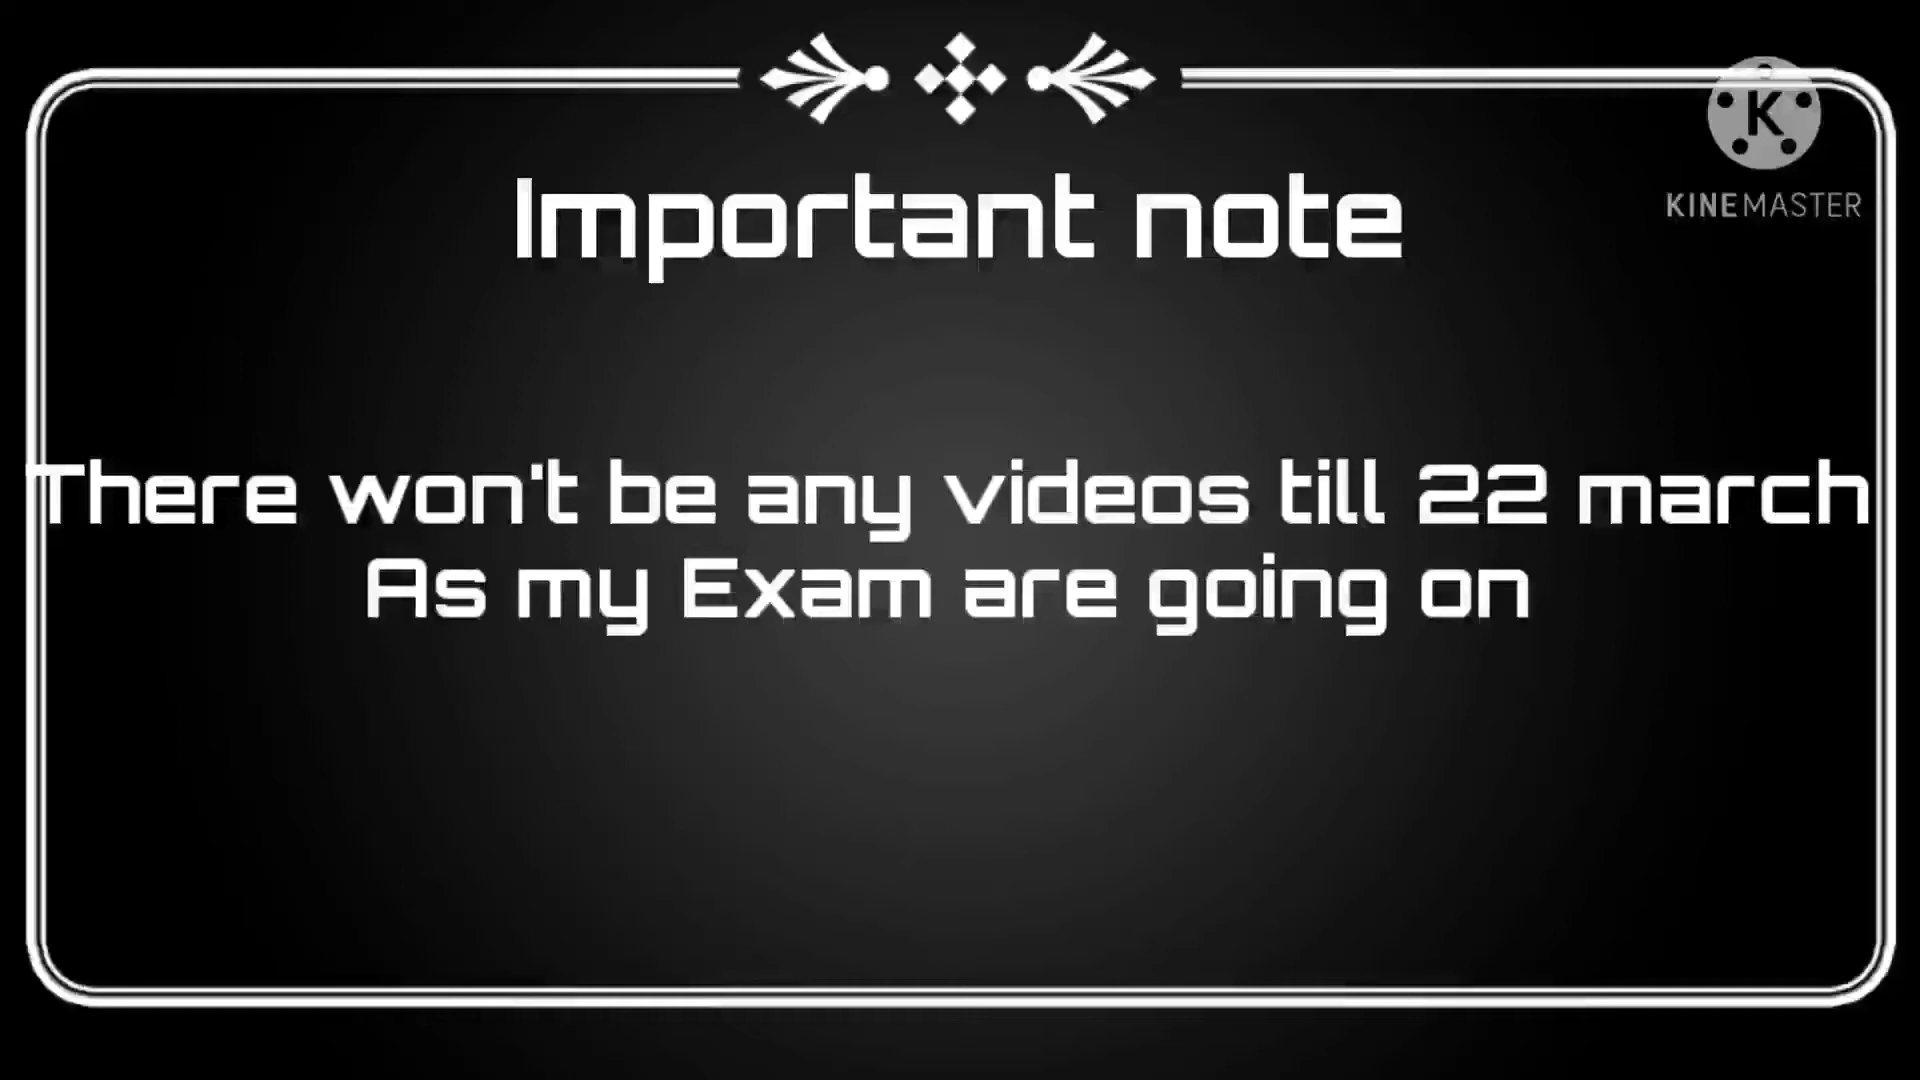 Important note
K
KINEMASTER
There won't be any videos till 22 march
As my Exam are going on